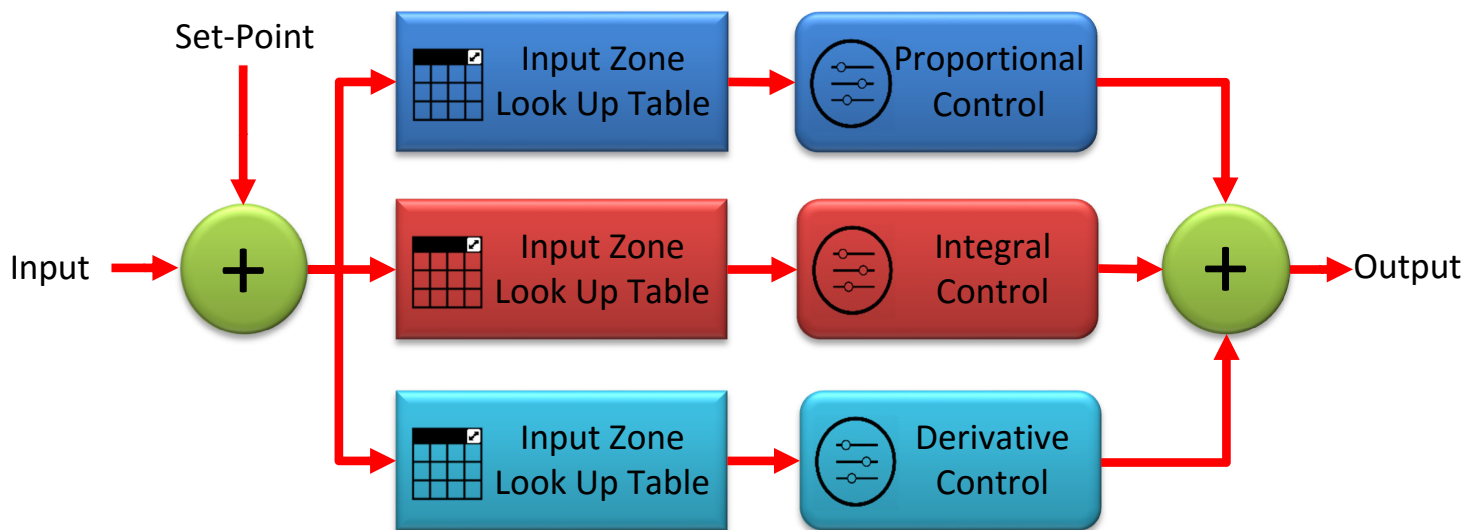 Set-Point
Input Zone
Look Up Table
Proportional
Control
Input
+
Input Zone
Look Up Table
Integral
Control
+
Output
Input Zone
Look Up Table
Derivative
Control